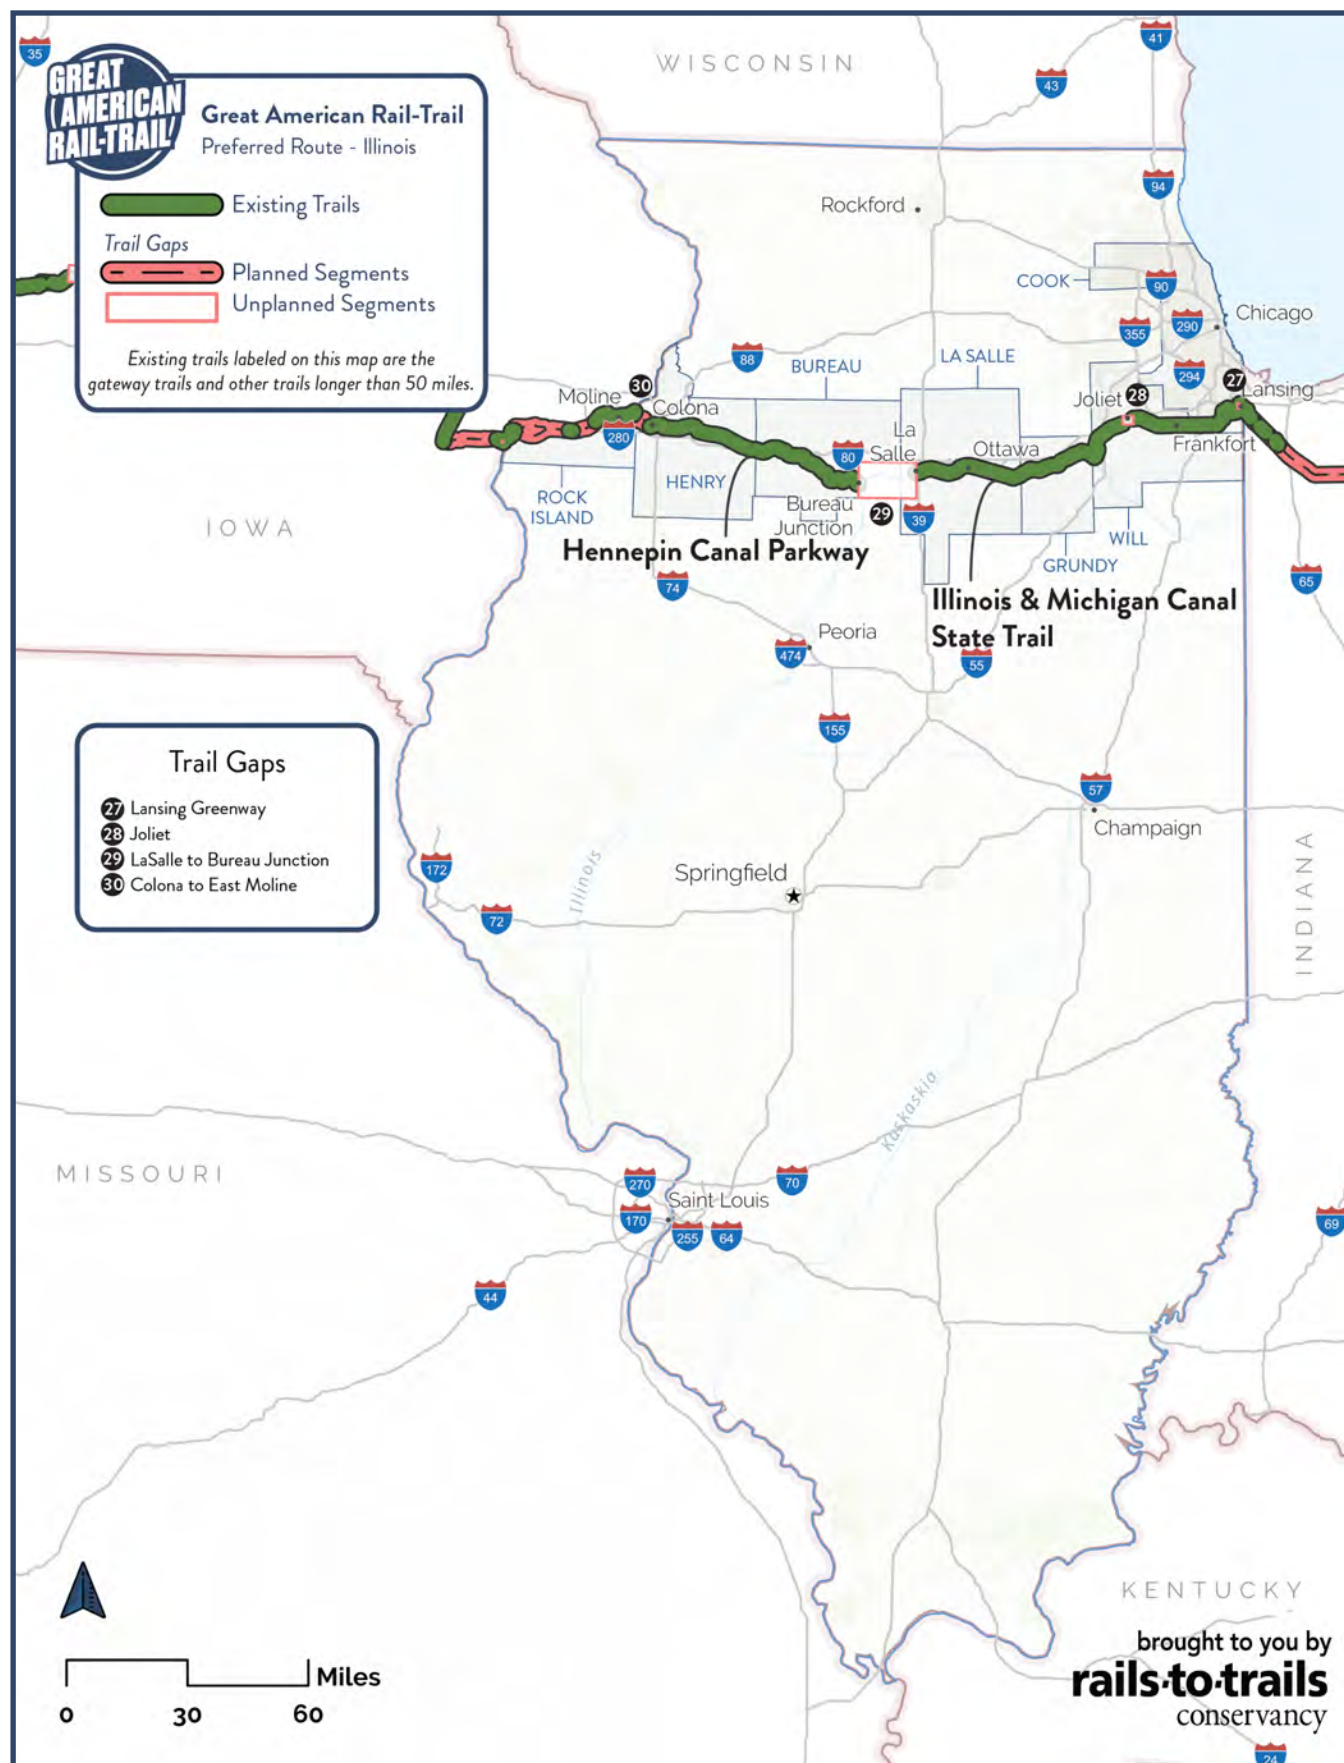 GREAT
AMERICAN
RAIL-TRAIL
Great American Rail-Trail
Preferred Route - Illinois
Existing Trails
Trail Gaps
Planned Segments
Unplanned Segments
Existing trails labeled on this map are the
gateway trails and other trails longer than 50 miles.
35
WISCONSIN
41
43
94
Rockford
COOK
90
Chicago
355
290
88
BUREAU
LA SALLE
294
27
Lansing
Moline
30
Colona
Joliet
28
280
La
Salle
Ottawa
Frankfort
80
HENRY
ROCK
ISLAND
Bureau
Junction
29
39
WILL
GRUNDY
IOWA
Hennepin Canal Parkway
74
65
Illinois & Michigan Canal
State Trail
Peoria
474
55
155
Trail Gaps
27 Lansing Greenway
28 Joliet
29 LaSalle to Bureau Junction
30 Colona to East Moline
57
Champaign
INDIANA
172
Springfield
Illinois
72
Kaskaskia
MISSOURI
270
70
Saint Louis
170
255
64
69
44
KENTUCKY
brought to you by
rails·to·trails
conservancy
Miles
0 30 60
24